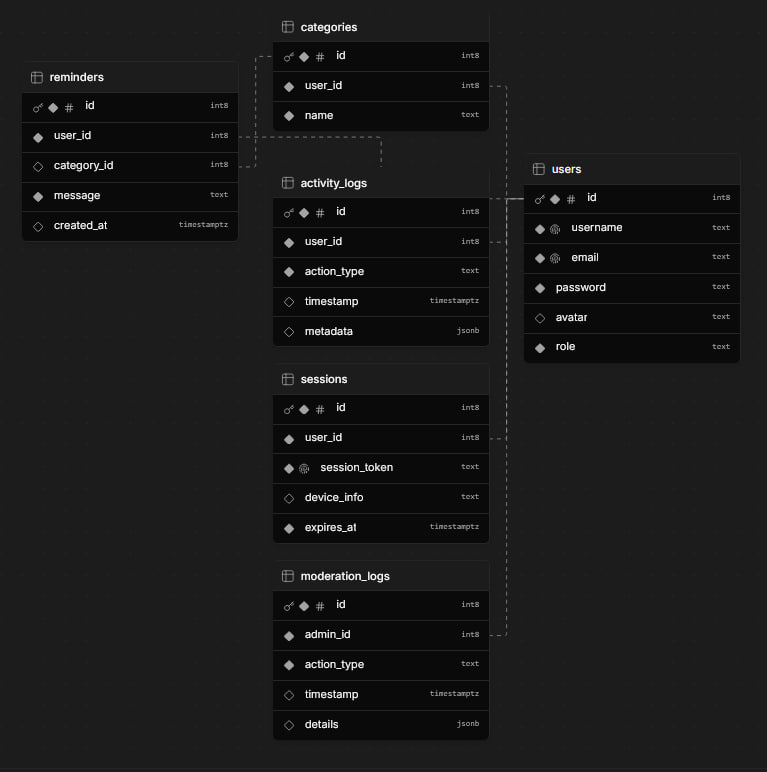 categories
id int8
user_id int8
name text
reminders
id int8
user_id int8
category_id int8
message text
created_at timestamptz
activity_logs
id int8
user_id int8
action_type text
timestamp timestamptz
metadata jsonb
users
id int8
username text
email text
password text
avatar text
role text
sessions
id int8
user_id int8
session_token text
device_info text
expires_at timestamptz
moderation_logs
id int8
admin_id int8
action_type text
timestamp timestamptz
details jsonb